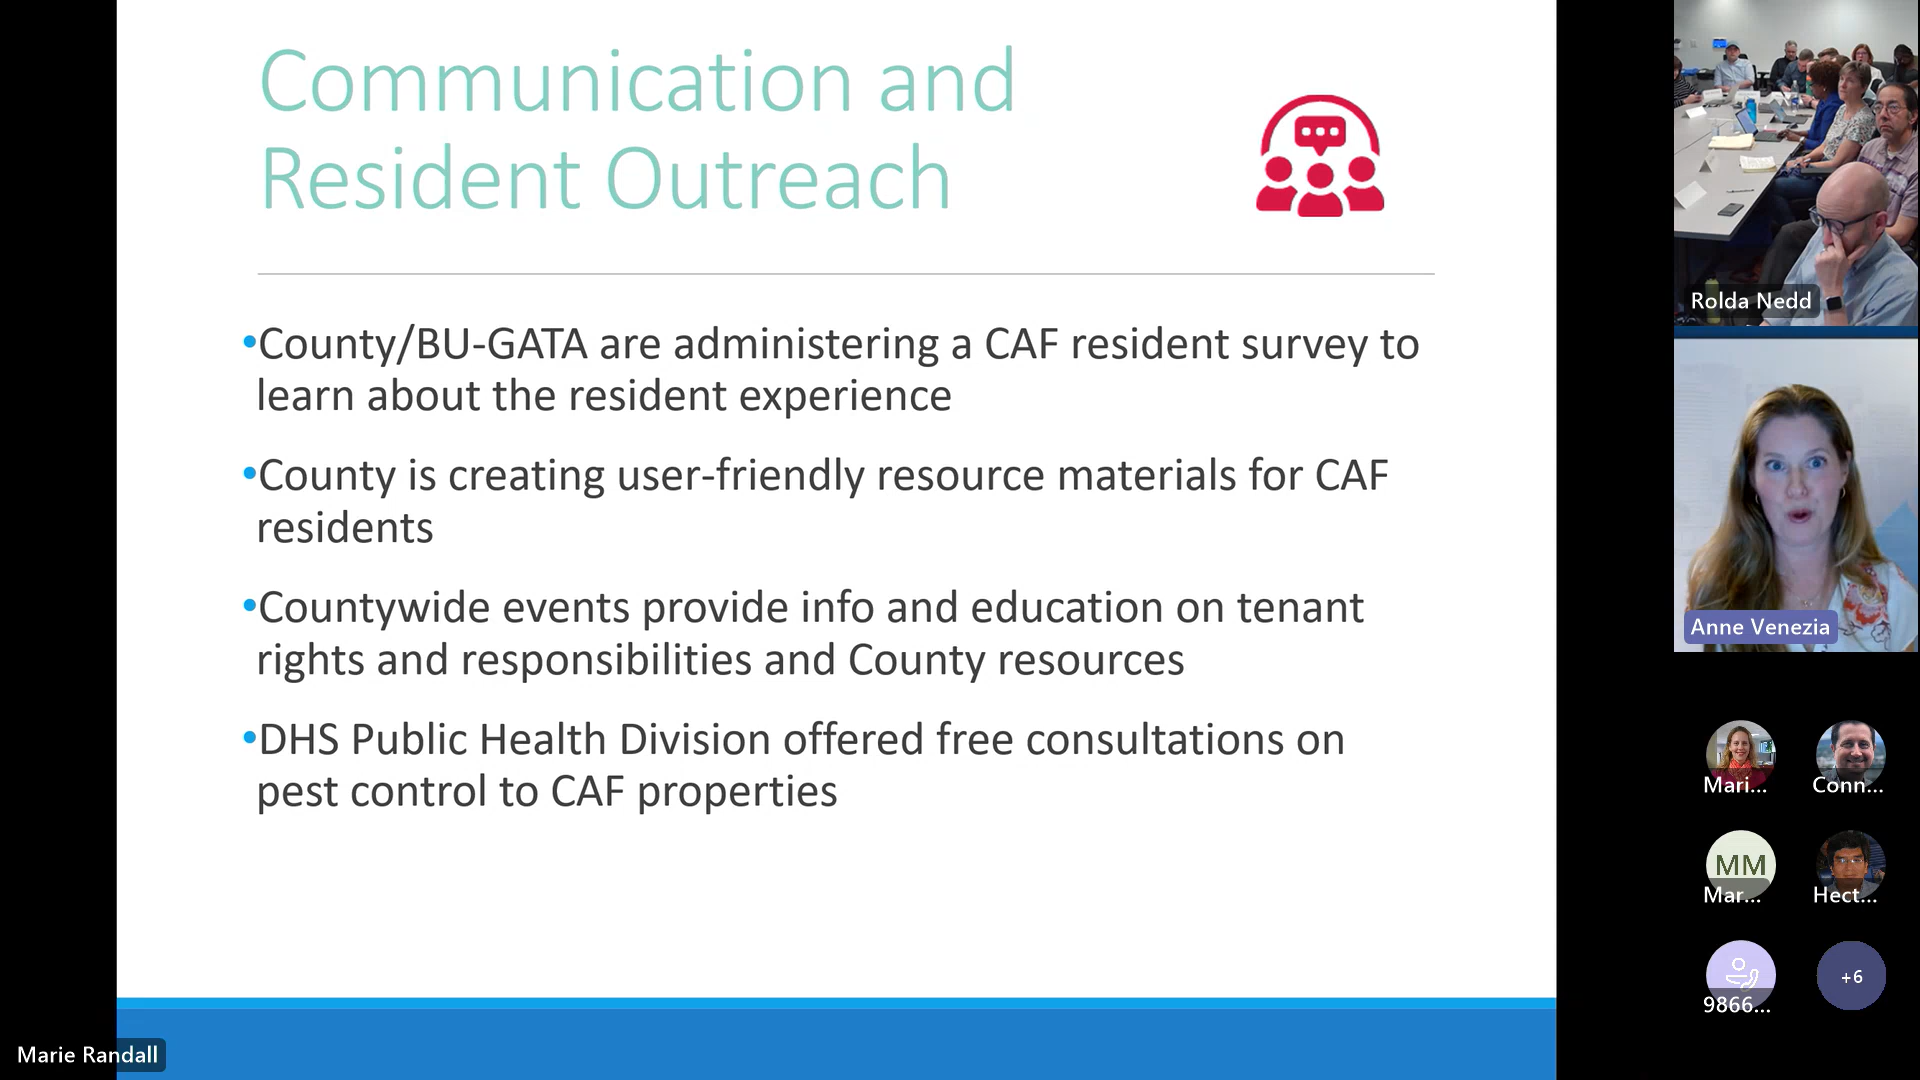 Communication and
Resident Outreach
•County/BU-GATA are administering a CAF resident survey to
learn about the resident experience
•County is creating user-friendly resource materials for CAF
residents
•Countywide events provide info and education on tenant
rights and responsibilities and County resources
•DHS Public Health Division offered free consultations on
pest control to CAF properties
Marie Randall
Rolda Nedd
Anne Venezia
Mari...
Conn...
MM
Mar...
Hect...
9866...
+6